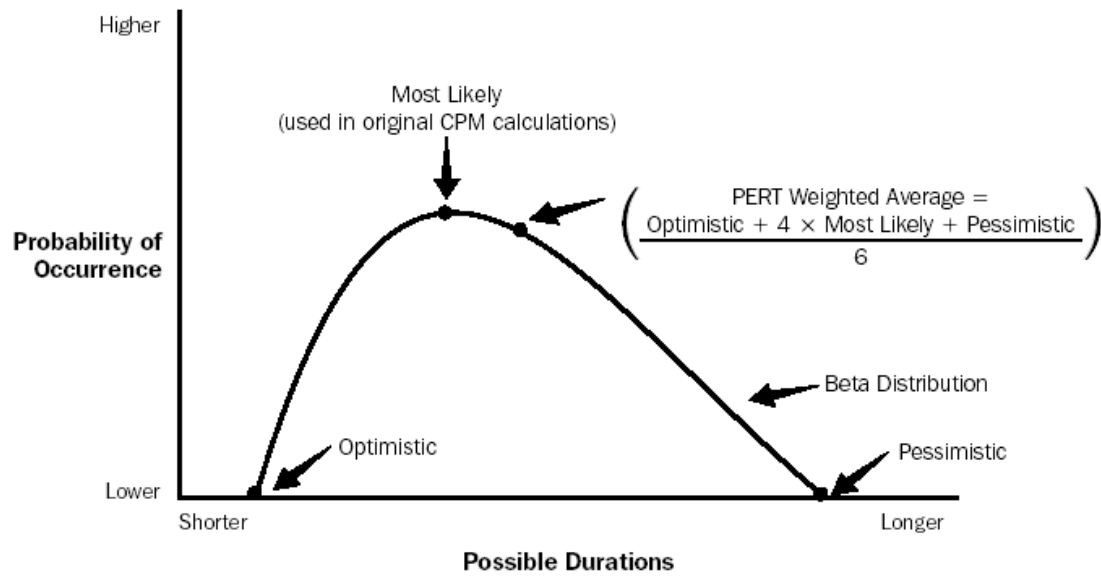 Higher
Most Likely
(used in original CPM calculations)
PERT Weighted Average =
Optimistic + 4 × Most Likely + Pessimistic
6
Probability of
Occurrence
Beta Distribution
Optimistic
Pessimistic
Lower
Shorter
Longer
Possible Durations